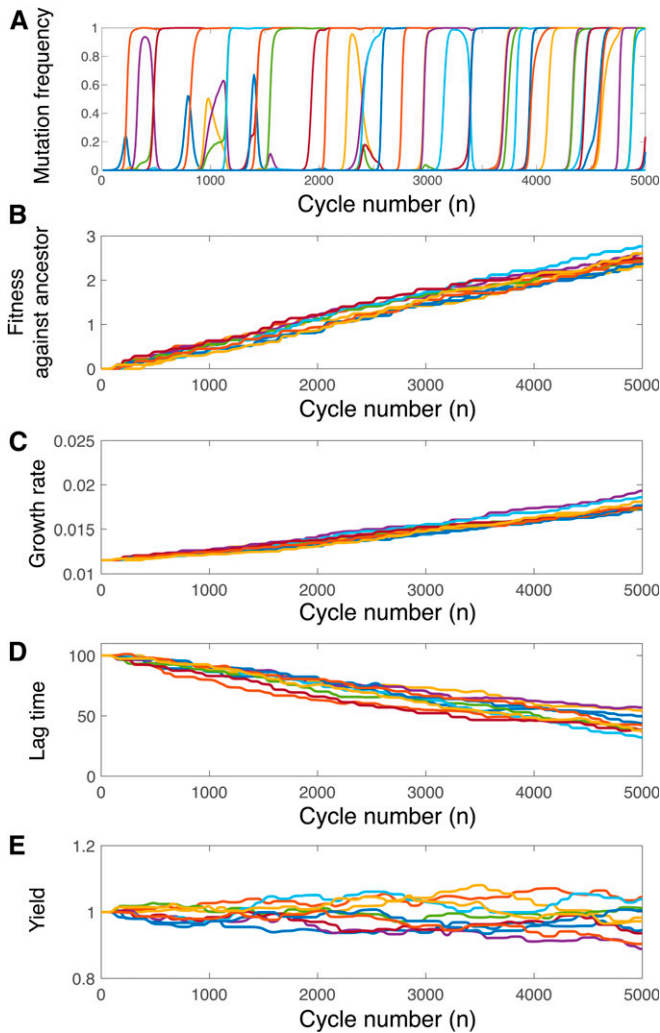 A
Mutation frequency
1
0.8
0.6
0.4
0.2
0
0 1000 2000 3000 4000 5000
Cycle number (n)
B
Fitness
against ancestor
3
2
1
0
0 1000 2000 3000 4000 5000
Cycle number (n)
C
Growth rate
0.025
0.02
0.015
0.01
0 1000 2000 3000 4000 5000
Cycle number (n)
D
Lag time
100
50
0
0 1000 2000 3000 4000 5000
Cycle number (n)
E
Yield
1.2
1
0.8
0 1000 2000 3000 4000 5000
Cycle number (n)